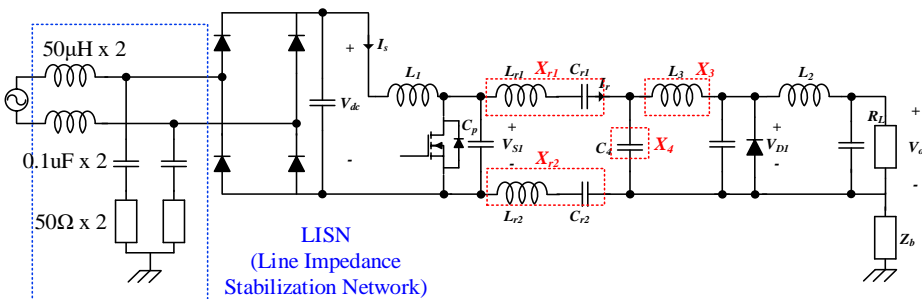 50μH x 2
0.1uF x 2
50Ω x 2
LISN
(Line Impedance
Stabilization Network)
+
Vdc
-
Is
L1
Cp
+
VS1
-
Lr1
Xr1
Cr1
Ir
Xr2
Lr2
Cr2
C4
X4
L3
X3
+
VD1
-
L2
RL
+
-
Zb